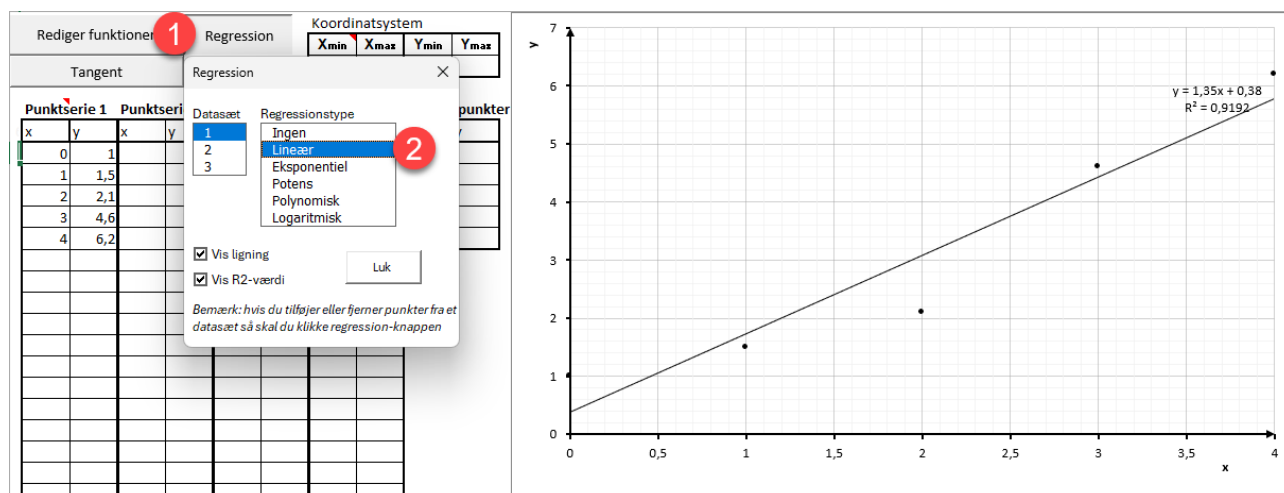 Rediger funktioner
1
Regression
Koordinatsystem
Xmin Xmax Ymin Ymax
Tangent
Punktserie 1 Punktseri
punkter
x y x y
0 1
1 1,5
2 2,1
3 4,6
4 6,2
Regression
Datasæt Regressionstype
1
2
3
Ingen
Lineær
2
Eksponentiel
Potens
Polynomisk
Logaritmisk
Vis ligning
Vis R2-værdi
Luk
Bemærk: hvis du tilføjer eller fjerner punkter fra et
datasæt så skal du klikke regression-knappen
y
7
6
5
4
3
2
1
0
y = 1,35x + 0,38
R² = 0,9192
0 0,5 1 1,5 2 2,5 3 3,5 4
x